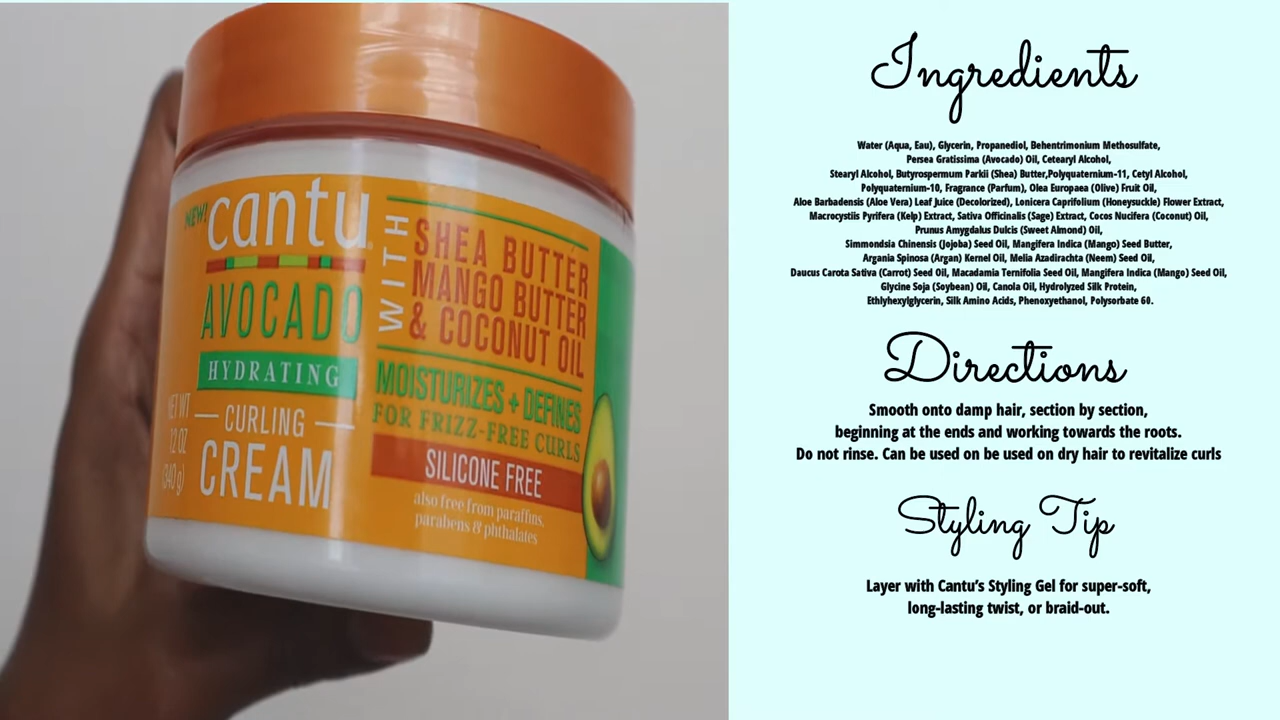 NEW!
cantu®
AVOCADO
HYDRATING
CURLING
CREAM
NET WT
12 OZ
(340 g)
WITH
SHEA BUTTER
MANGO BUTTER
& COCONUT OIL
MOISTURIZES + DEFINES
FOR FRIZZ-FREE CURLS
SILICONE FREE
also free from paraffins,
parabens & phthalates
Ingredients
Water (Aqua, Eau), Glycerin, Propanediol, Behentrimonium Methosulfate,
Persea Gratissima (Avocado) Oil, Cetearyl Alcohol,
Stearyl Alcohol, Butyrospermum Parkii (Shea) Butter,Polyquaternium-11, Cetyl Alcohol,
Polyquaternium-10, Fragrance (Parfum), Olea Europaea (Olive) Fruit Oil,
Aloe Barbadensis (Aloe Vera) Leaf Juice (Decolorized), Lonicera Caprifolium (Honeysuckle) Flower Extract,
Macrocystiis Pyrifera (Kelp) Extract, Sativa Officinalis (Sage) Extract, Cocos Nucifera (Coconut) Oil,
Prunus Amygdalus Dulcis (Sweet Almond) Oil,
Simmondsia Chinensis (Jojoba) Seed Oil, Mangifera Indica (Mango) Seed Butter,
Argania Spinosa (Argan) Kernel Oil, Melia Azadirachta (Neem) Seed Oil,
Daucus Carota Sativa (Carrot) Seed Oil, Macadamia Ternifolia Seed Oil, Mangifera Indica (Mango) Seed Oil,
Glycine Soja (Soybean) Oil, Canola Oil, Hydrolyzed Silk Protein,
Ethlyhexylglycerin, Silk Amino Acids, Phenoxyethanol, Polysorbate 60.
Directions
Smooth onto damp hair, section by section,
beginning at the ends and working towards the roots.
Do not rinse. Can be used on be used on dry hair to revitalize curls
Styling Tip
Layer with Cantu's Styling Gel for super-soft,
long-lasting twist, or braid-out.